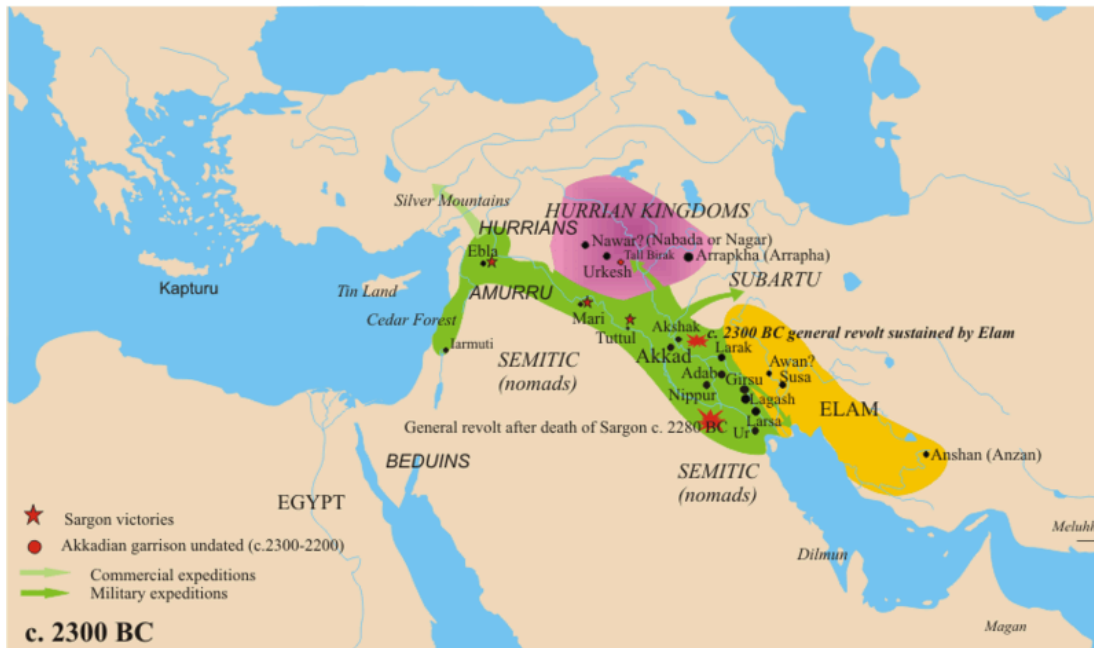 Silver Mountains
HURRIAN KINGDOMS
HURRIANS
Nawar? (Nabada or Nagar)
Ebla
Tall Birak
Arrapkha (Arrapha)
Urkesh
SUBARTU
Kapturu
Tin Land
AMURRU
Cedar Forest
Mari
Tuttul
Akshak
c. 2300 BC general revolt sustained by Elam
Iarmuti
SEMITIC
(nomads)
Akkad
Larak
Awan?
Adab
Girsu
Susa
Nippur
Lagash
ELAM
Larsa
General revolt after death of Sargon c. 2280 BC
Ur
Anshan (Anzan)
BEDUINS
SEMITIC
(nomads)
EGYPT
Sargon victories
Meluhh
Akkadian garrison undated (c.2300-2200)
Dilmun
Commercial expeditions
Military expeditions
c. 2300 BC
Magan